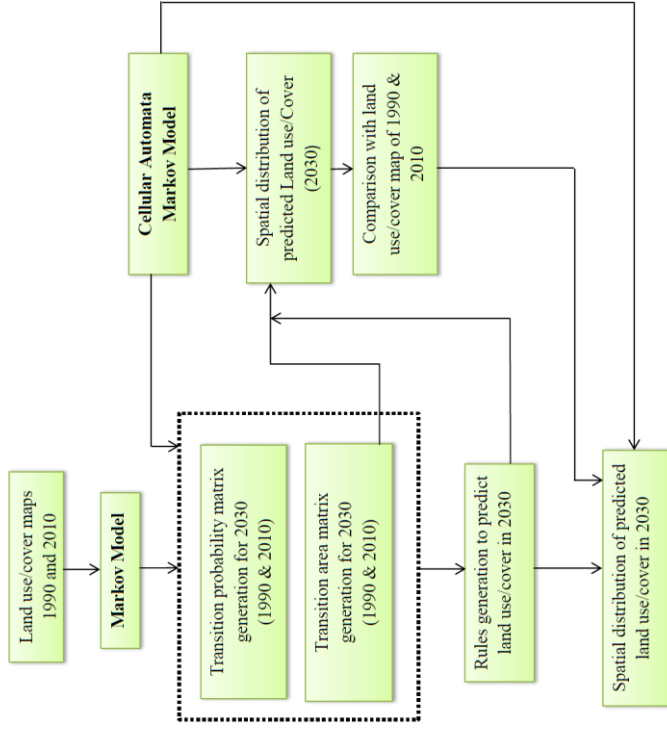 Land use/cover maps
1990 and 2010
Markov Model
Transition probability matrix
generation for 2030
(1990 & 2010)
Transition area matrix
generation for 2030
(1990 & 2010)
Rules generation to predict
land use/cover in 2030
Spatial distribution of predicted
land use/cover in 2030
Cellular Automata
Markov Model
Spatial distribution of
predicted Land use/Cover
(2030)
Comparison with land
use/cover map of 1990 &
2010